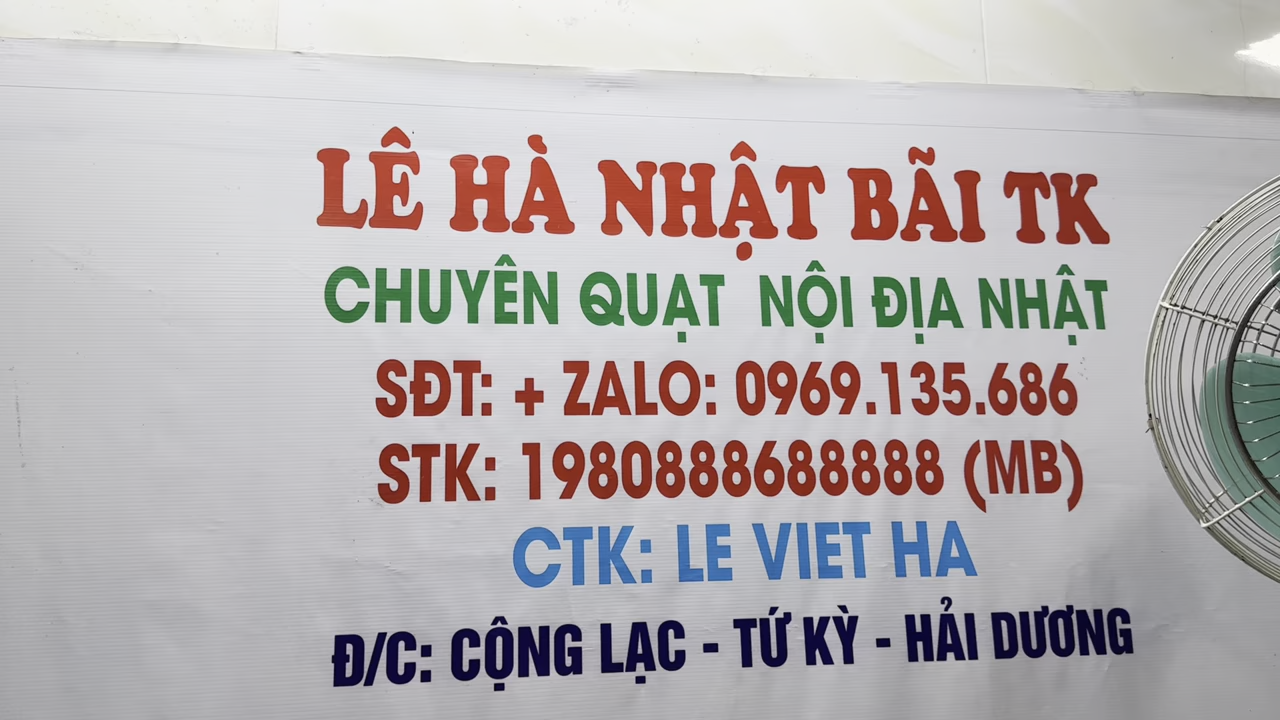 LÊ HÀ NHẬT BÃI TK
CHUYÊN QUẠT NỘI ĐỊA NHẬT
SĐT: + ZALO: 0969.135.686
STK: 1980888688888 (MB)
CTK: LE VIET HA
Đ/C: CỘNG LẠC - TỨ KỲ - HẢI DƯƠNG